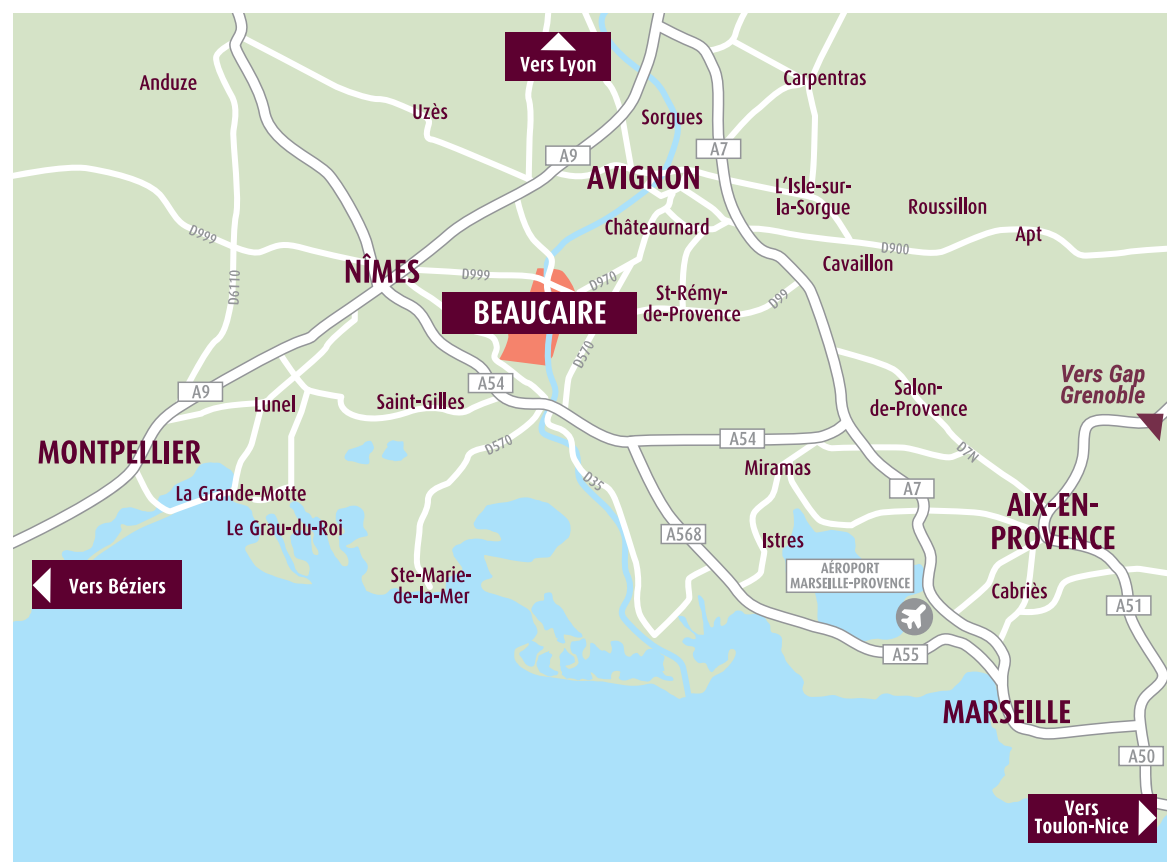 Vers Lyon
Anduze
Carpentras
Uzès
Sorgues
A9
A7
AVIGNON
L'Isle-sur-
la-Sorgue
Roussillon
Châteaurnard
Apt
D999
D900
Cavaillon
NÎMES
D999
D970
D6110
BEAUCAIRE
St-Rémy-
de-Provence
D99
D570
A9
A54
Vers Gap
Grenoble
Lunel
Saint-Gilles
Salon-
de-Provence
MONTPELLIER
D570
A54
D7N
Miramas
D35
La Grande-Motte
A7
Le Grau-du-Roi
A568
AIX-EN-
PROVENCE
Istres
Vers Béziers
Ste-Marie-
de-la-Mer
AÉROPORT
MARSEILLE-PROVENCE
Cabriès
A51
A55
MARSEILLE
A50
Vers
Toulon-Nice